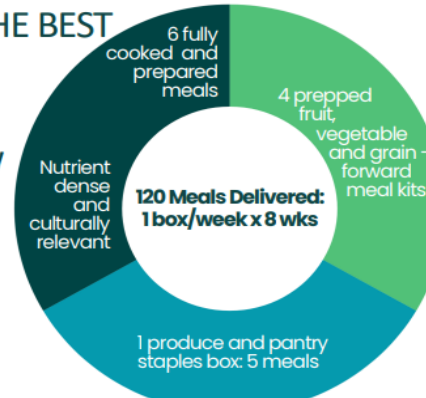 HE BEST
6 fully
cooked and
prepared
meals
4 prepped
fruit,
vegetable
and grain -
forward
meal kits
Nutrient
dense
and
culturally
relevant
120 Meals Delivered:
1 box/week x 8 wks
1 produce and pantry
staples box: 5 meals